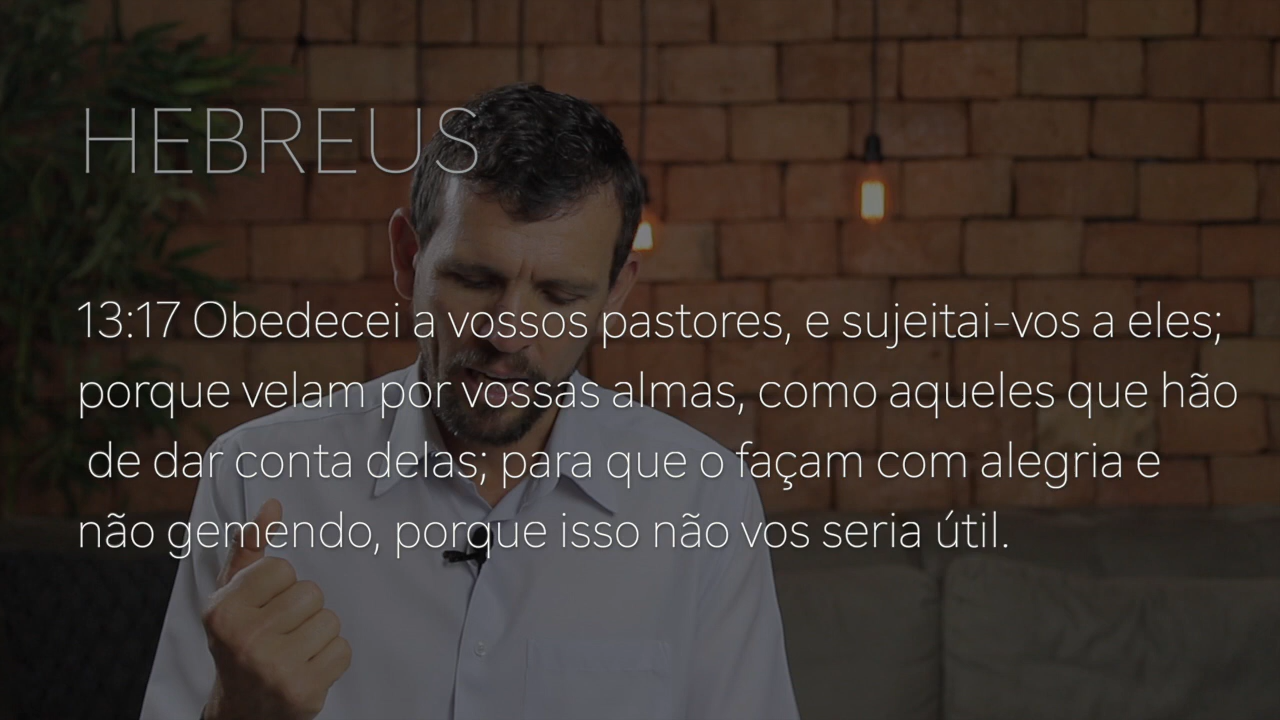 HEBREUS
13:17 Obedecei a vossos pastores, e sujeitai-vos a eles;
porque velam por vossas almas, como aqueles que hão
de dar conta delas; para que o façam com alegria e
não gemendo, porque isso não vos seria útil.